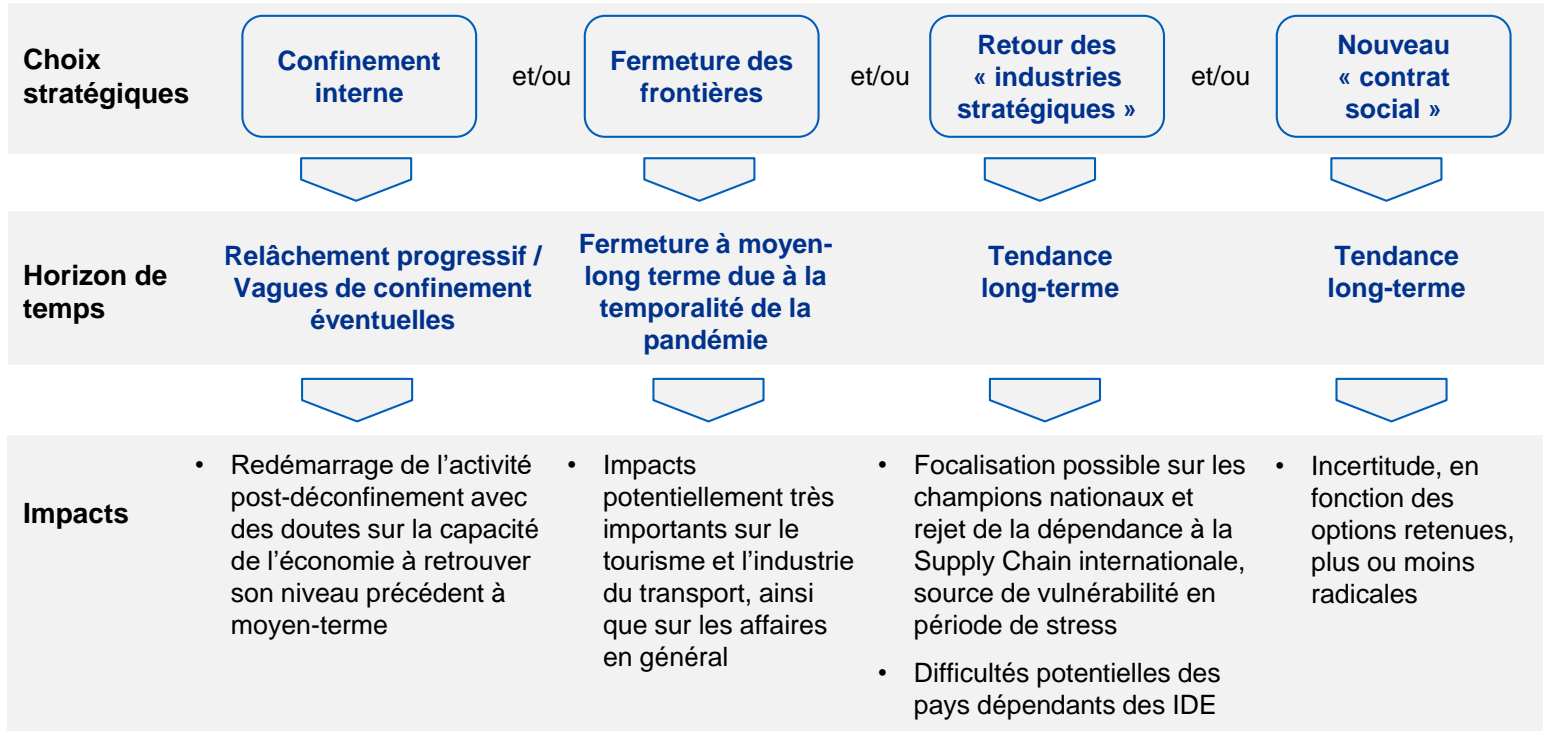 Choix
stratégiques
Confinement
interne
et/ou
Fermeture des
frontières
et/ou
Retour des
« industries
stratégiques »
et/ou
Nouveau
« contrat
social »
Horizon de
temps
Relâchement progressif /
Vagues de confinement
éventuelles
Fermeture à moyen-
long terme due à la
temporalité de la
pandémie
Tendance
long-terme
Tendance
long-terme
Impacts
• Redémarrage de l’activité
post-déconfinement avec
des doutes sur la capacité
de l’économie à retrouver
son niveau précédent à
moyen-terme
• Impacts
potentiellement très
importants sur le
tourisme et l’industrie
du transport, ainsi
que sur les affaires
en général
• Focalisation possible sur les
champions nationaux et
rejet de la dépendance à la
Supply Chain internationale,
source de vulnérabilité en
période de stress
• Difficultés potentielles des
pays dépendants des IDE
• Incertitude, en
fonction des
options retenues,
plus ou moins
radicales